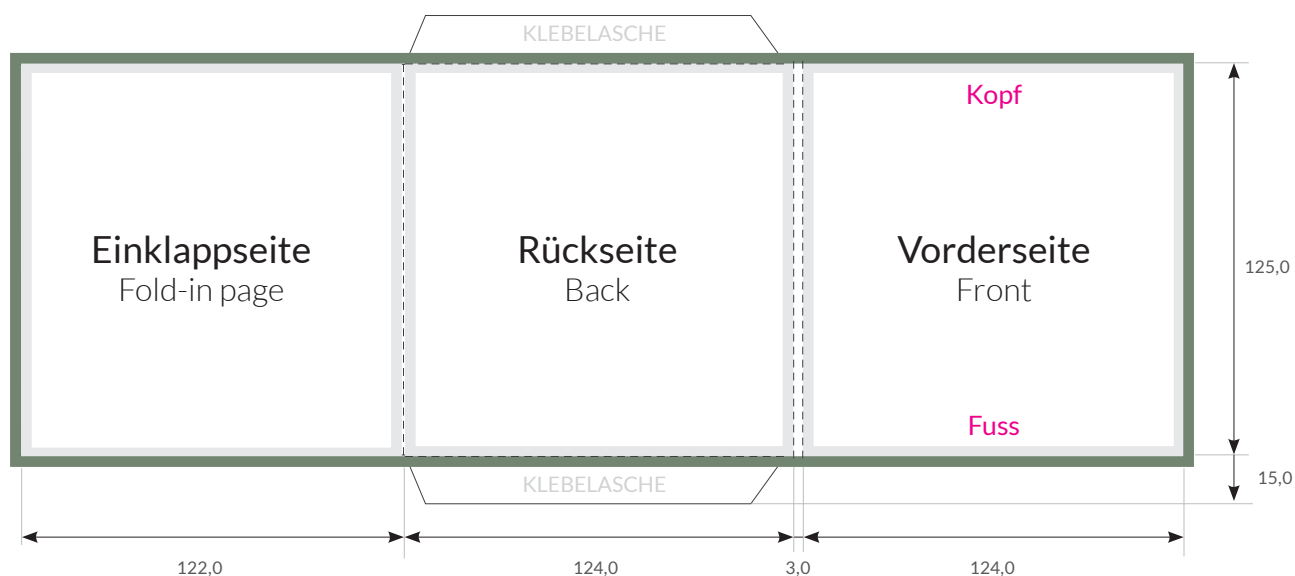 KLEBELASCHE
Kopf
Einklappseite
Fold-in page
Rückseite
Back
Vorderseite
Front
125,0
Fuss
KLEBELASCHE
15,0
122,0
124,0
3,0
124,0